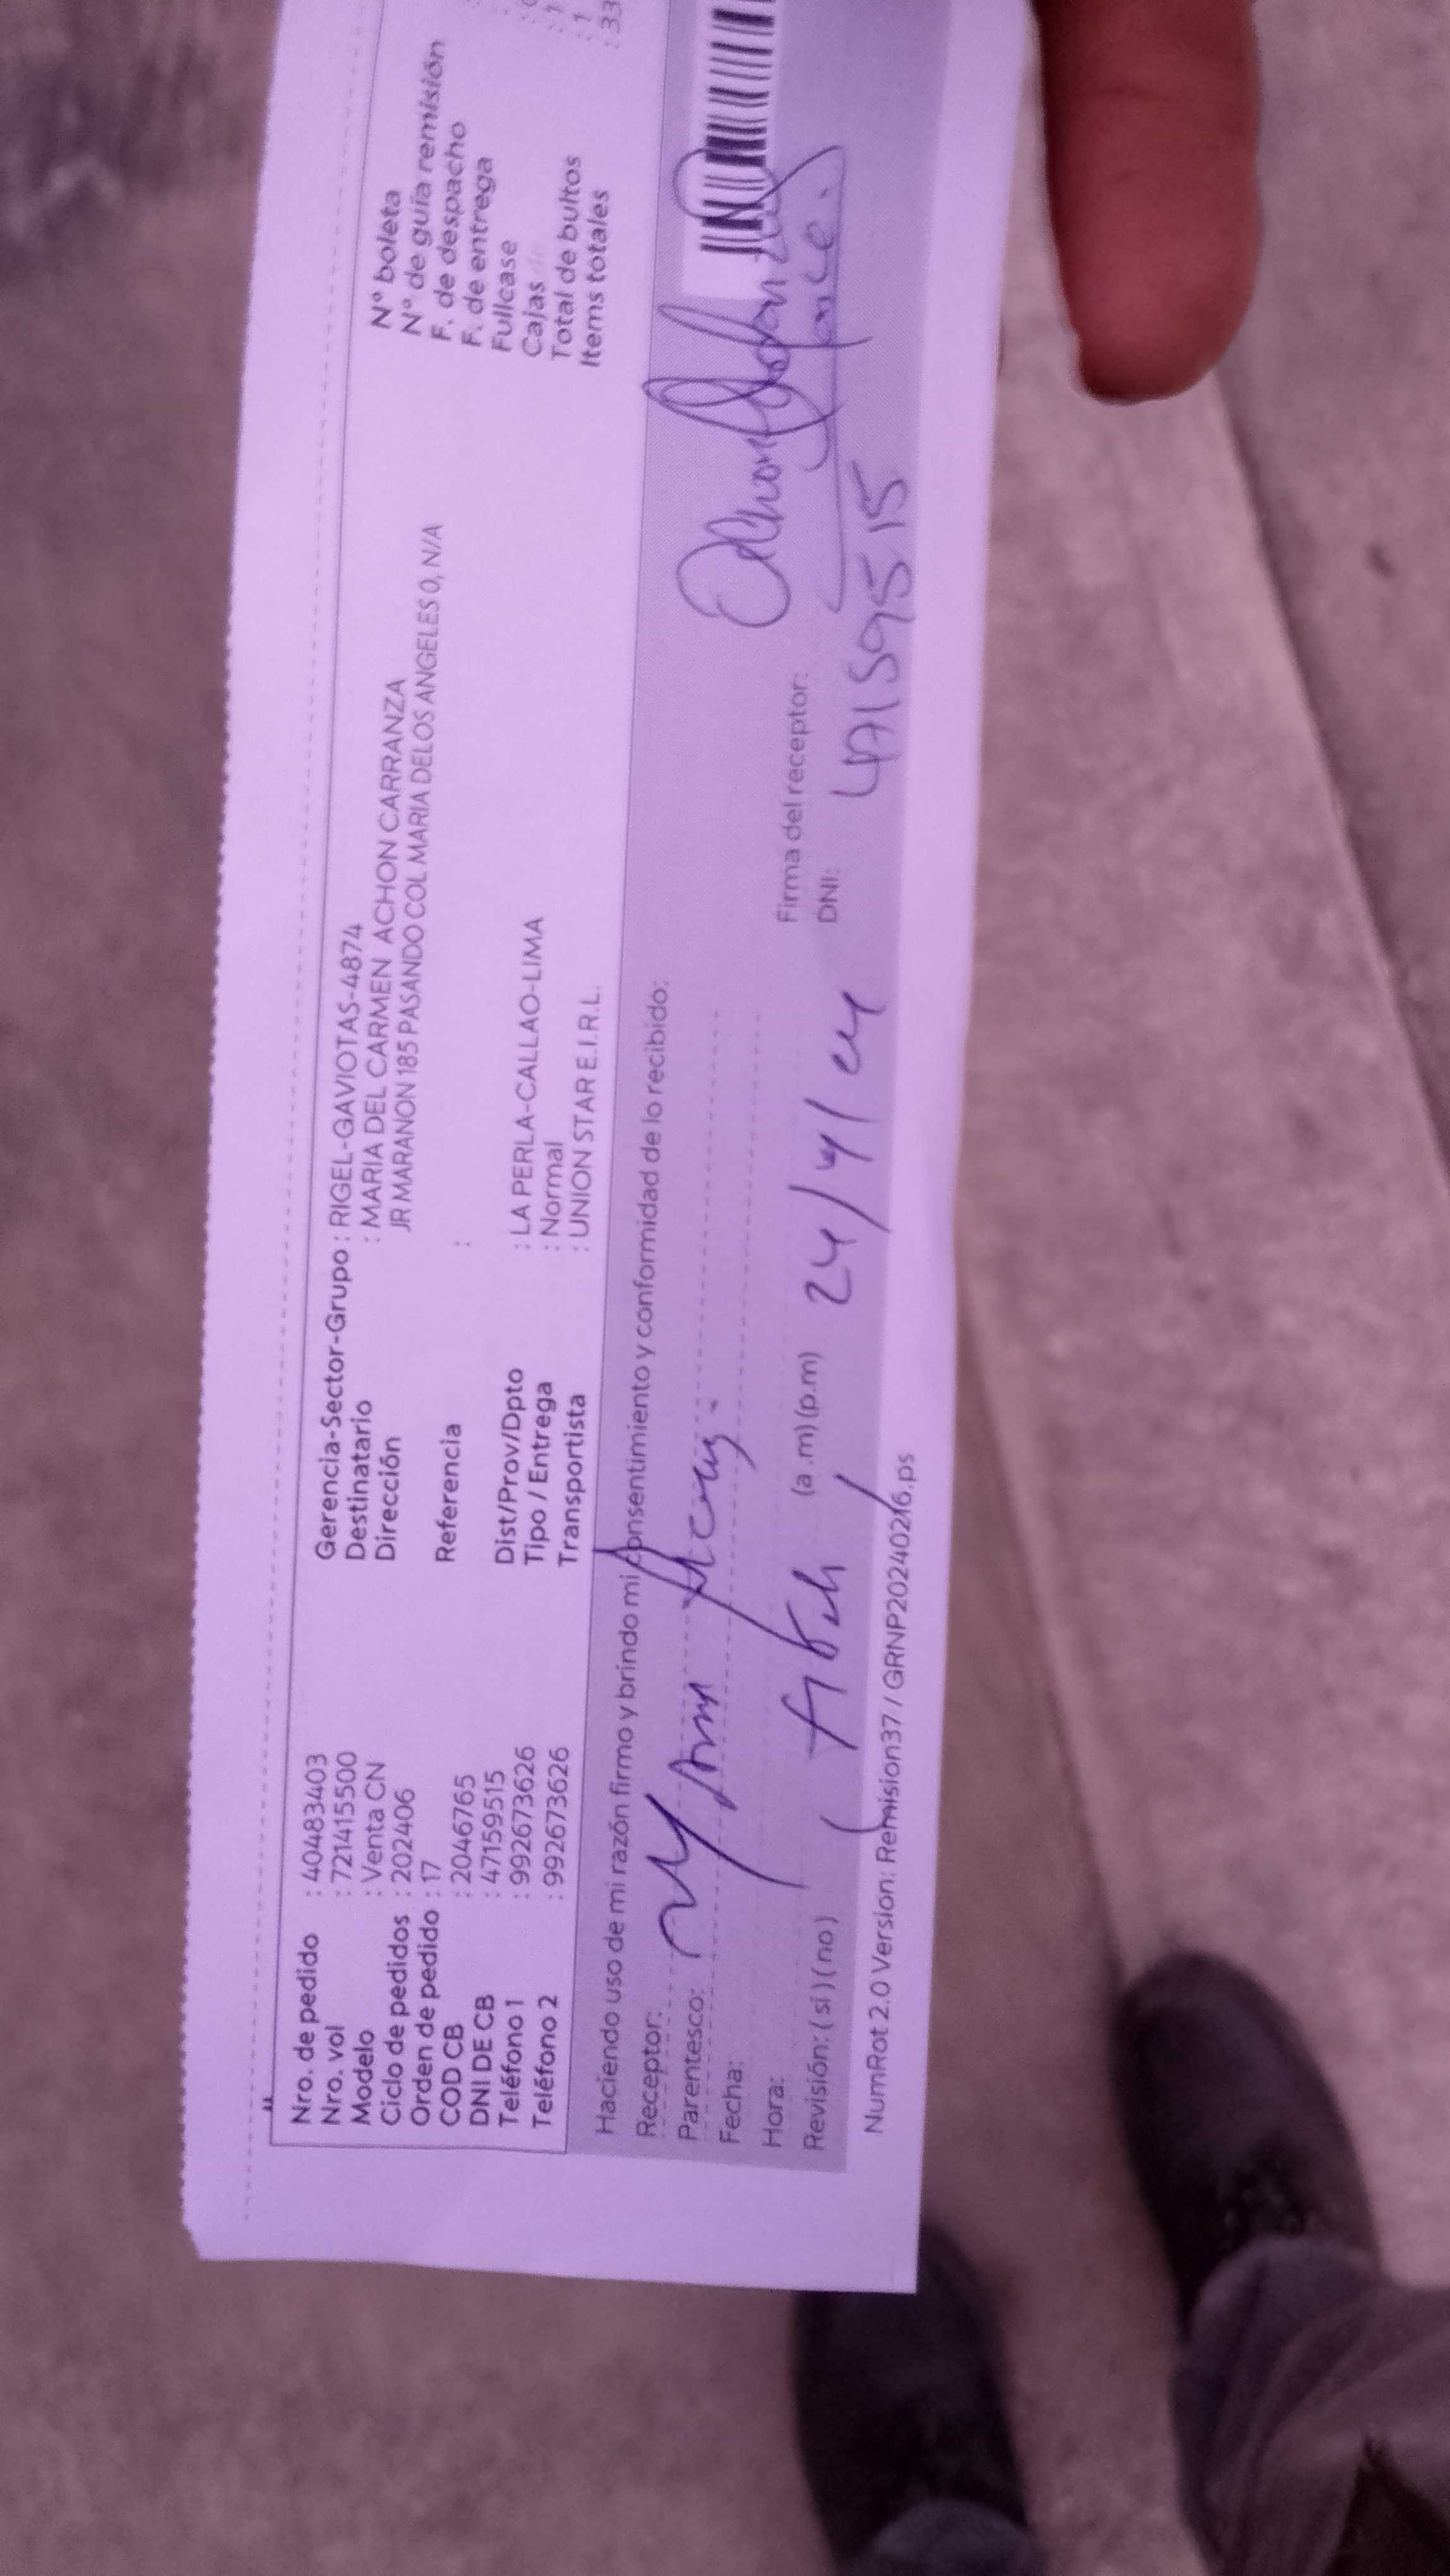 Nro. de pedido : 40483403
Nro. vol : 721415500
Modelo : Venta CN
Ciclo de pedidos : 202406
Orden de pedido : 17
COD CB : 2046765
DNI DE CB : 47159515
Teléfono 1 : 992673626
Teléfono 2 : 992673626
Gerencia-Sector-Grupo : RIGEL-GAVIOTAS-4874
Destinatario : MARIA DEL CARMEN ACHON CARRANZA
Dirección JR MARANON 185 PASANDO COL MARIA DELOS ANGELES 0, N/A
Referencia :
Dist/Prov/Dpto : LA PERLA-CALLAO-LIMA
Tipo / Entrega : Normal
Transportista : UNION STAR E.I.R.L.
N° boleta
N° de guía remisión
F. de despacho
F. de entrega
Fullcase
Cajas
Total de bultos : 1
Items totales : 33
Haciendo uso de mi razón firmo y brindo mi consentimiento y conformidad de lo recibido:
Receptor:
Parentesco:
Fecha:
Hora: (a .m) (p.m)
24/4/24
Revisión: ( si ) ( no )
Firma del receptor:
DNI: 47159515
NumRot 2.0 Version: Remision37 / GRNP20240216.ps